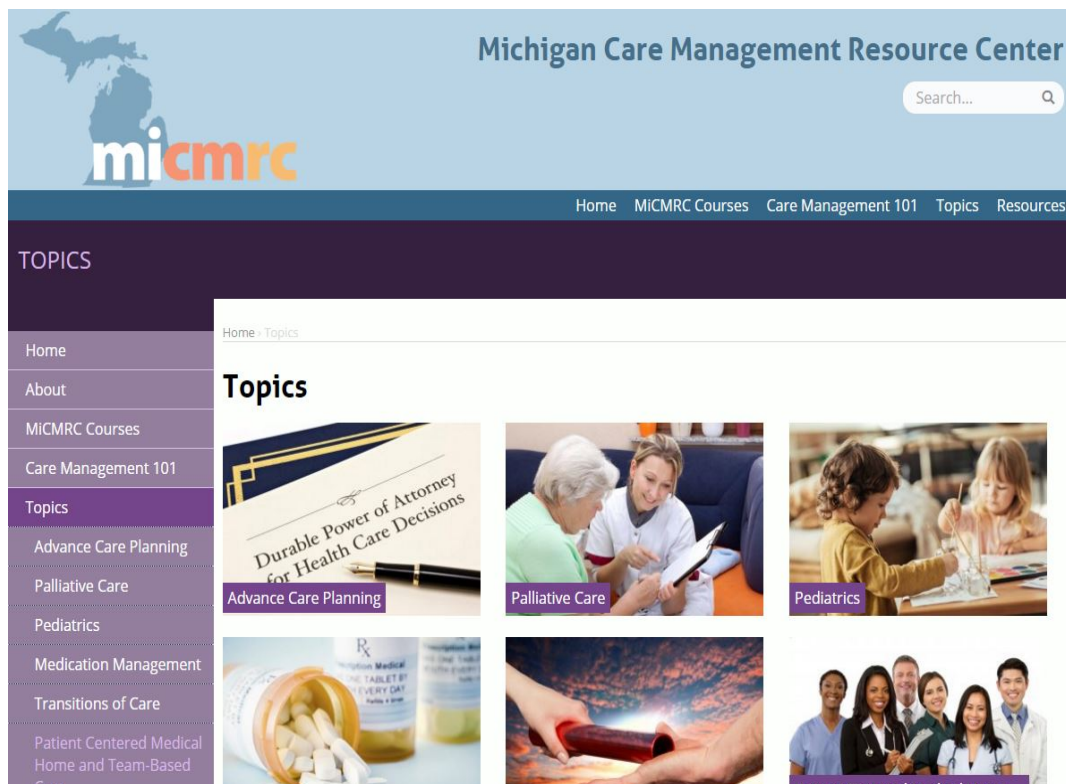 Michigan Care Management Resource Center
Search...
micmrc
Home MiCMRC Courses Care Management 101 Topics Resources
TOPICS
Home › Topics
Home
About
MiCMRC Courses
Care Management 101
Topics
Advance Care Planning
Palliative Care
Pediatrics
Medication Management
Transitions of Care
Patient Centered Medical
Home and Team-Based
Topics
Durable Power of Attorney
for Health Care Decisions
Advance Care Planning
Palliative Care
Pediatrics
Rx
ONE TABLET BY
EVERY DAY